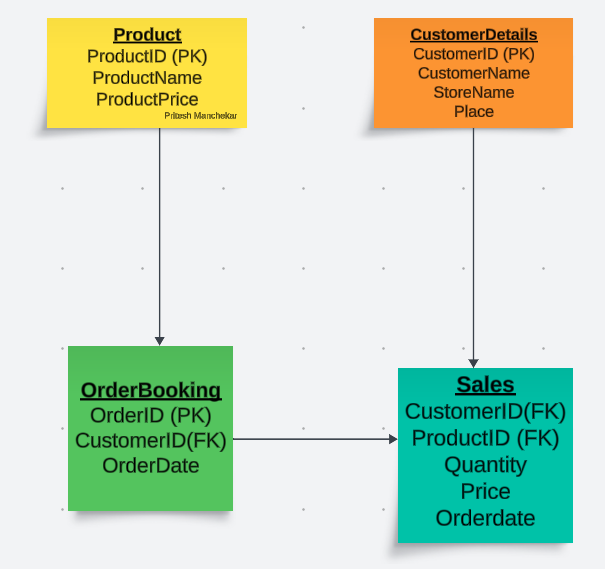 Product
ProductID (PK)
ProductName
ProductPrice
Pritesh Manchekar
CustomerDetails
CustomerID (PK)
CustomerName
StoreName
Place
OrderBooking
OrderID (PK)
CustomerID(FK)
OrderDate
Sales
CustomerID(FK)
ProductID (FK)
Quantity
Price
Orderdate